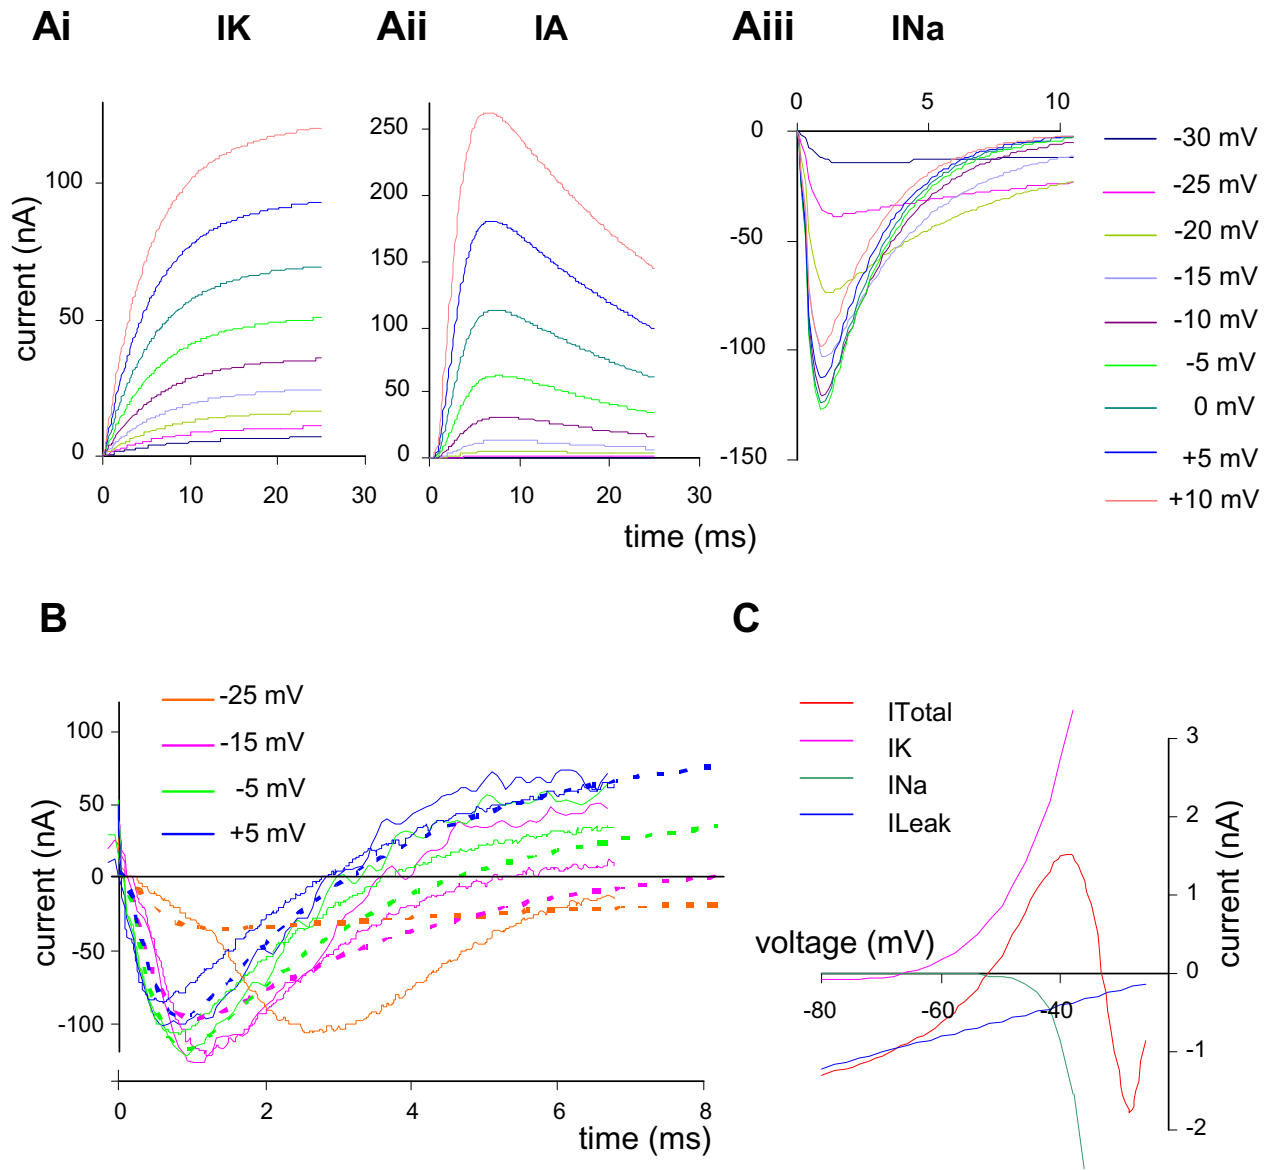 Ai IK Aii IA Aiii INa
0 5 10
current (nA)
100
50
0
0 10 20 30
250
200
150
100
50
0
0 10 20 30
time (ms)
0
-50
-100
-150
-30 mV
-25 mV
-20 mV
-15 mV
-10 mV
-5 mV
0 mV
+5 mV
+10 mV
B
-25 mV
-15 mV
-5 mV
+5 mV
current (nA)
100
50
0
-50
-100
0 2 4 6 8
time (ms)
C
ITotal
IK
INa
ILeak
voltage (mV)
-80 -60 -40
3
2
1
0
-1
-2
current (nA)